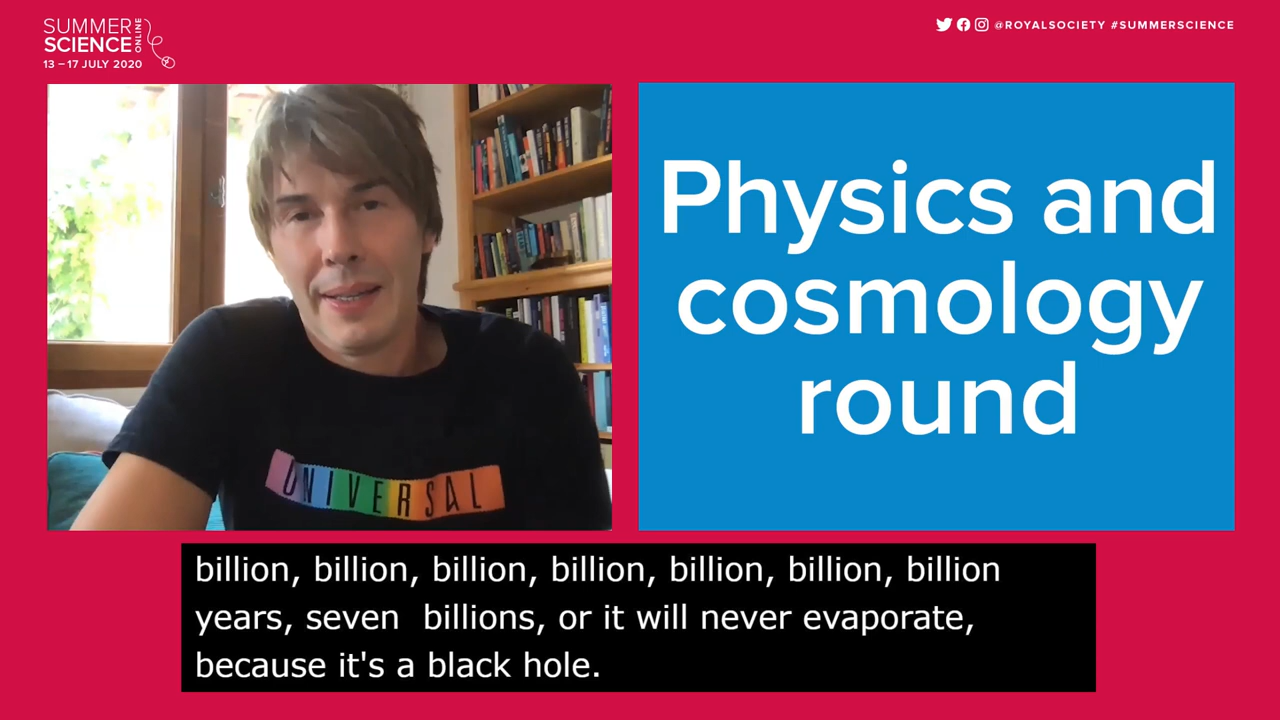 SUMMER
SCIENCE
ONLINE
13 – 17 JULY 2020
@ROYALSOCIETY #SUMMERSCIENCE
Physics and
cosmology
round
UNIVERSAL
billion, billion, billion, billion, billion, billion, billion
years, seven  billions, or it will never evaporate,
because it's a black hole.